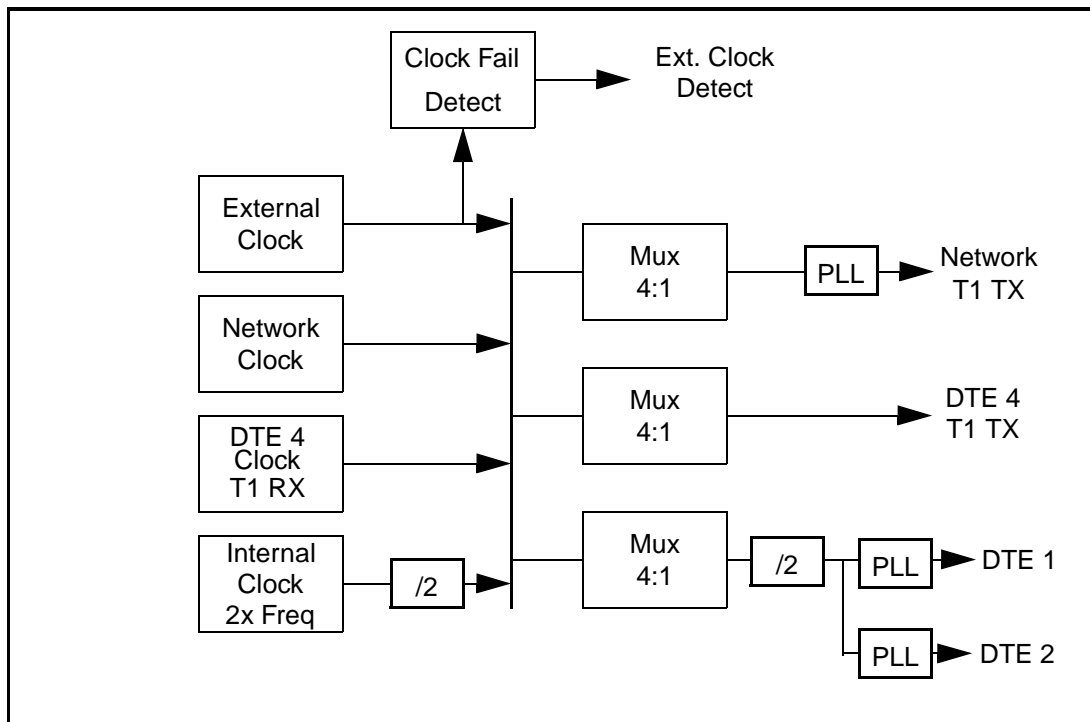 Clock Fail
Detect
Ext. Clock
Detect
External
Clock
Mux
4:1
PLL
Network
T1 TX
Network
Clock
Mux
4:1
DTE 4
T1 TX
DTE 4
Clock
T1 RX
Internal
Clock
2x Freq
/2
Mux
4:1
/2
PLL
DTE 1
PLL
DTE 2